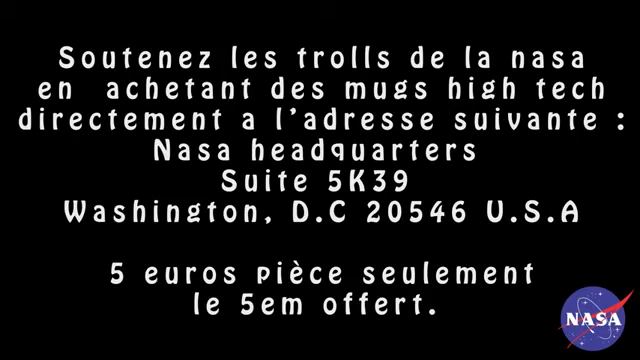 Soutenez les trolls de la nasa
en achetant des mugs high tech
directement a l'adresse suivante :
Nasa headquarters
Suite 5K39
Washington, D.C 20546 U.S.A
5 euros pièce seulement
le 5em offert.
NASA